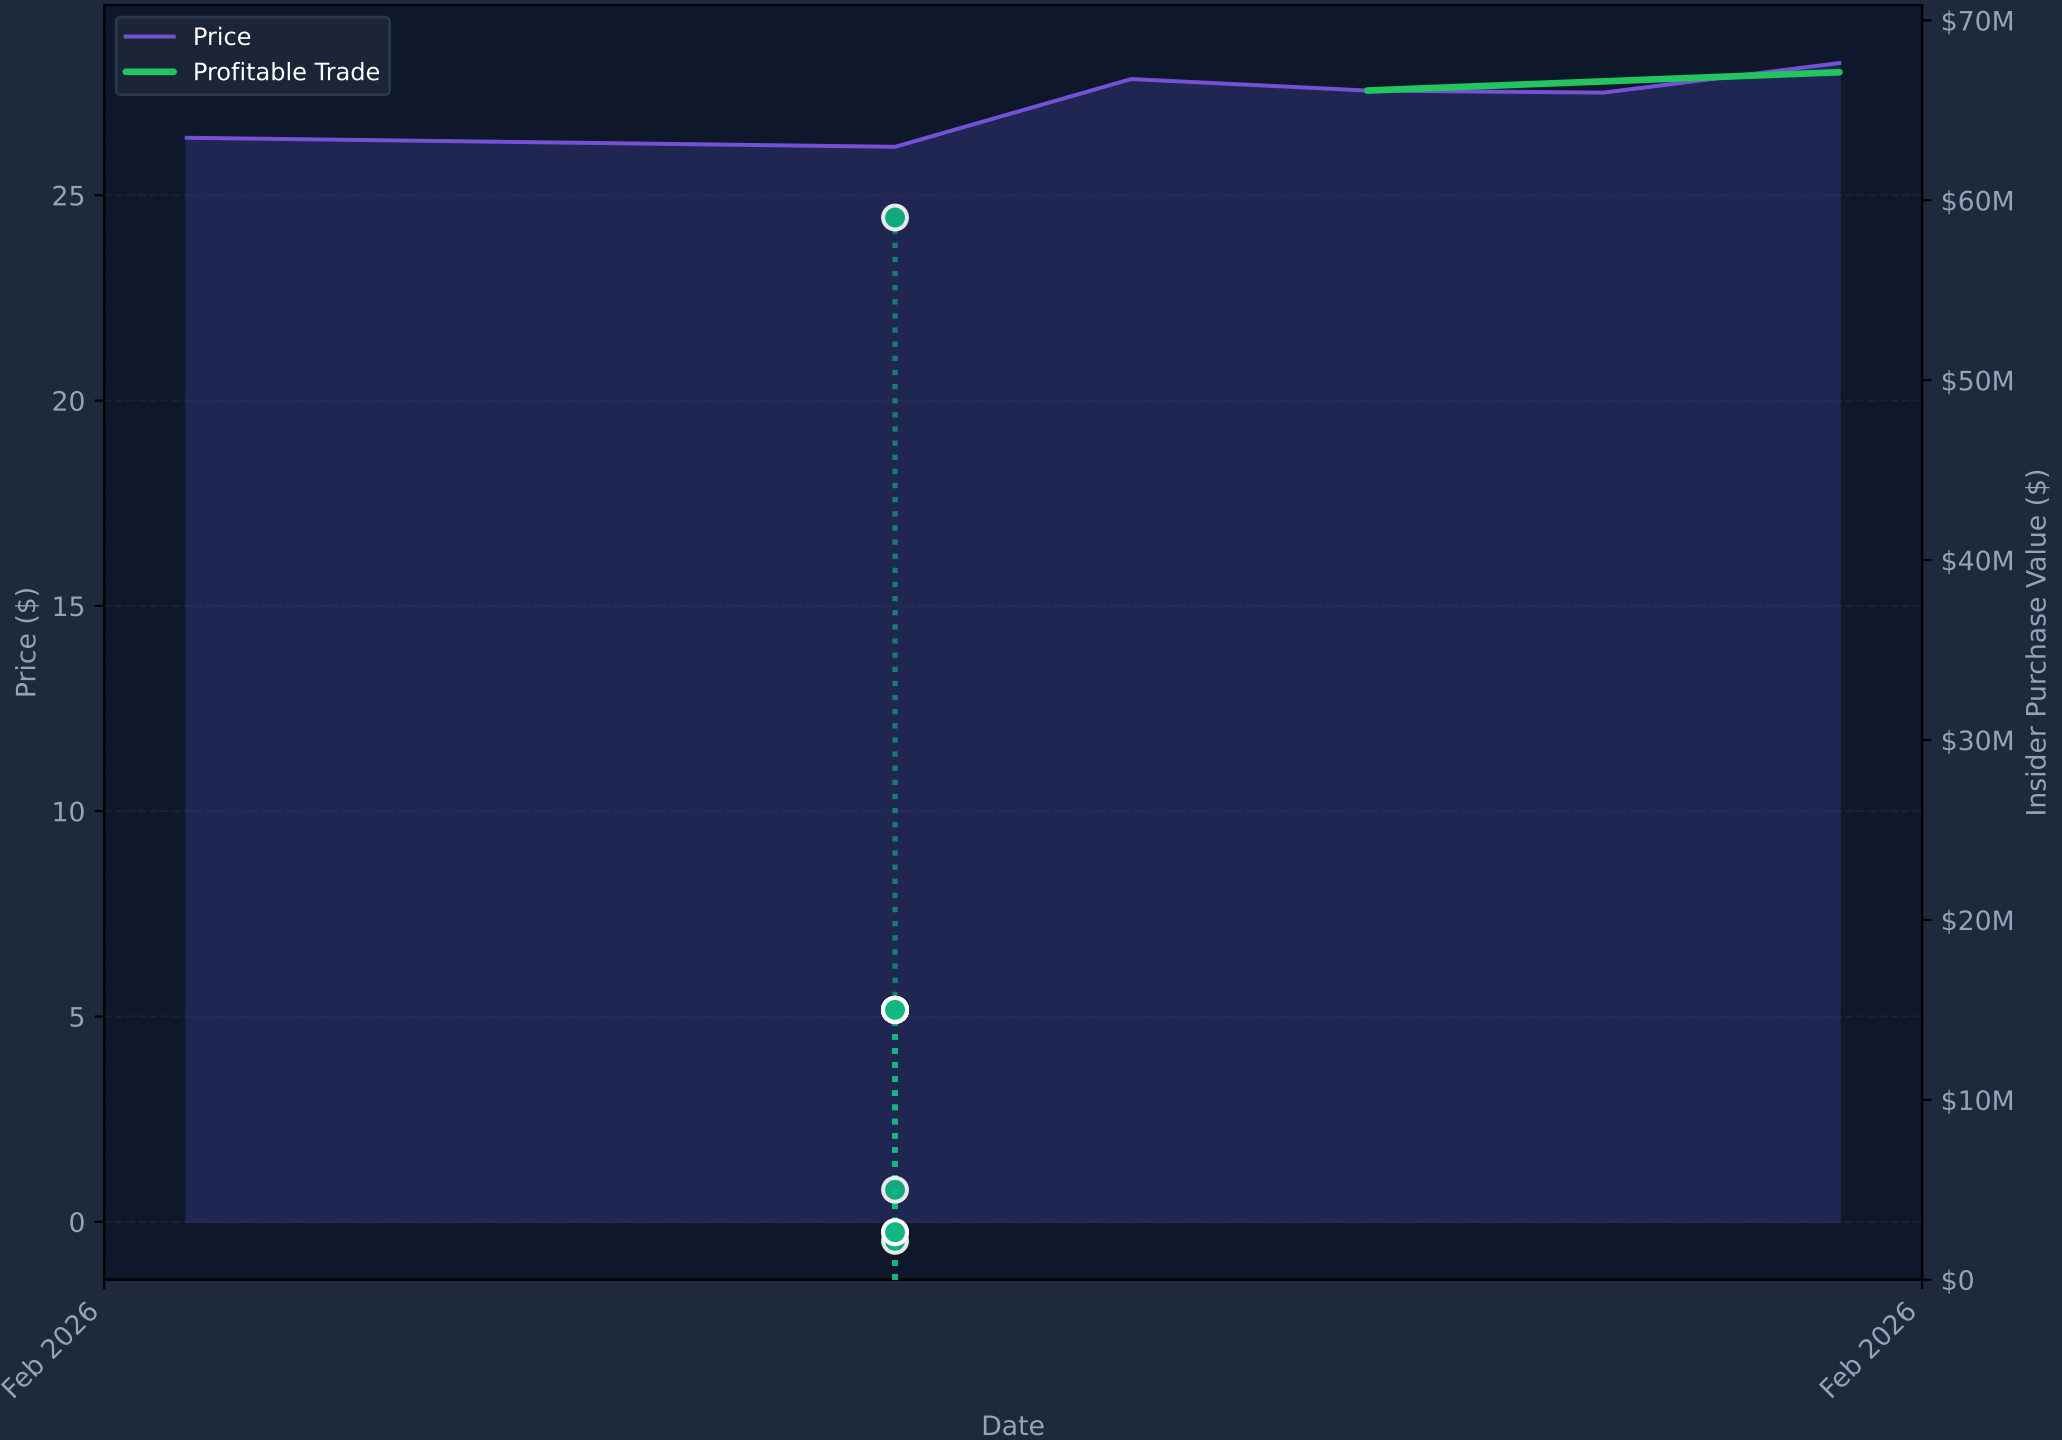 Price
Profitable Trade
25
20
15
10
5
0
Price ($)
$70M
$60M
$50M
$40M
$30M
$20M
$10M
$0
Insider Purchase Value ($)
Feb 2026
Feb 2026
Date